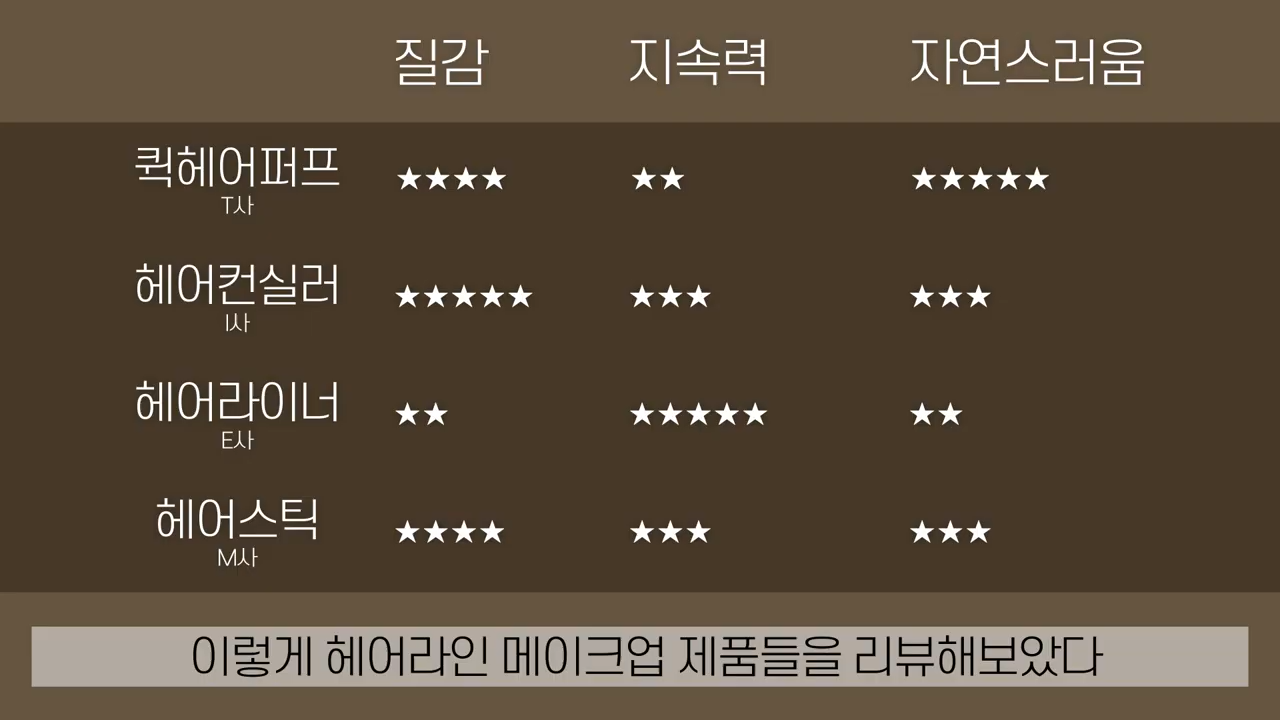 질감 지속력 자연스러움
퀵헤어퍼프 ★★★★ ★★ ★★★★★
T사
헤어컨실러 ★★★★★ ★★★ ★★★
I사
헤어라이너 ★★ ★★★★★ ★★
E사
헤어스틱 ★★★★ ★★★ ★★★
M사
이렇게 헤어라인 메이크업 제품들을 리뷰해보았다